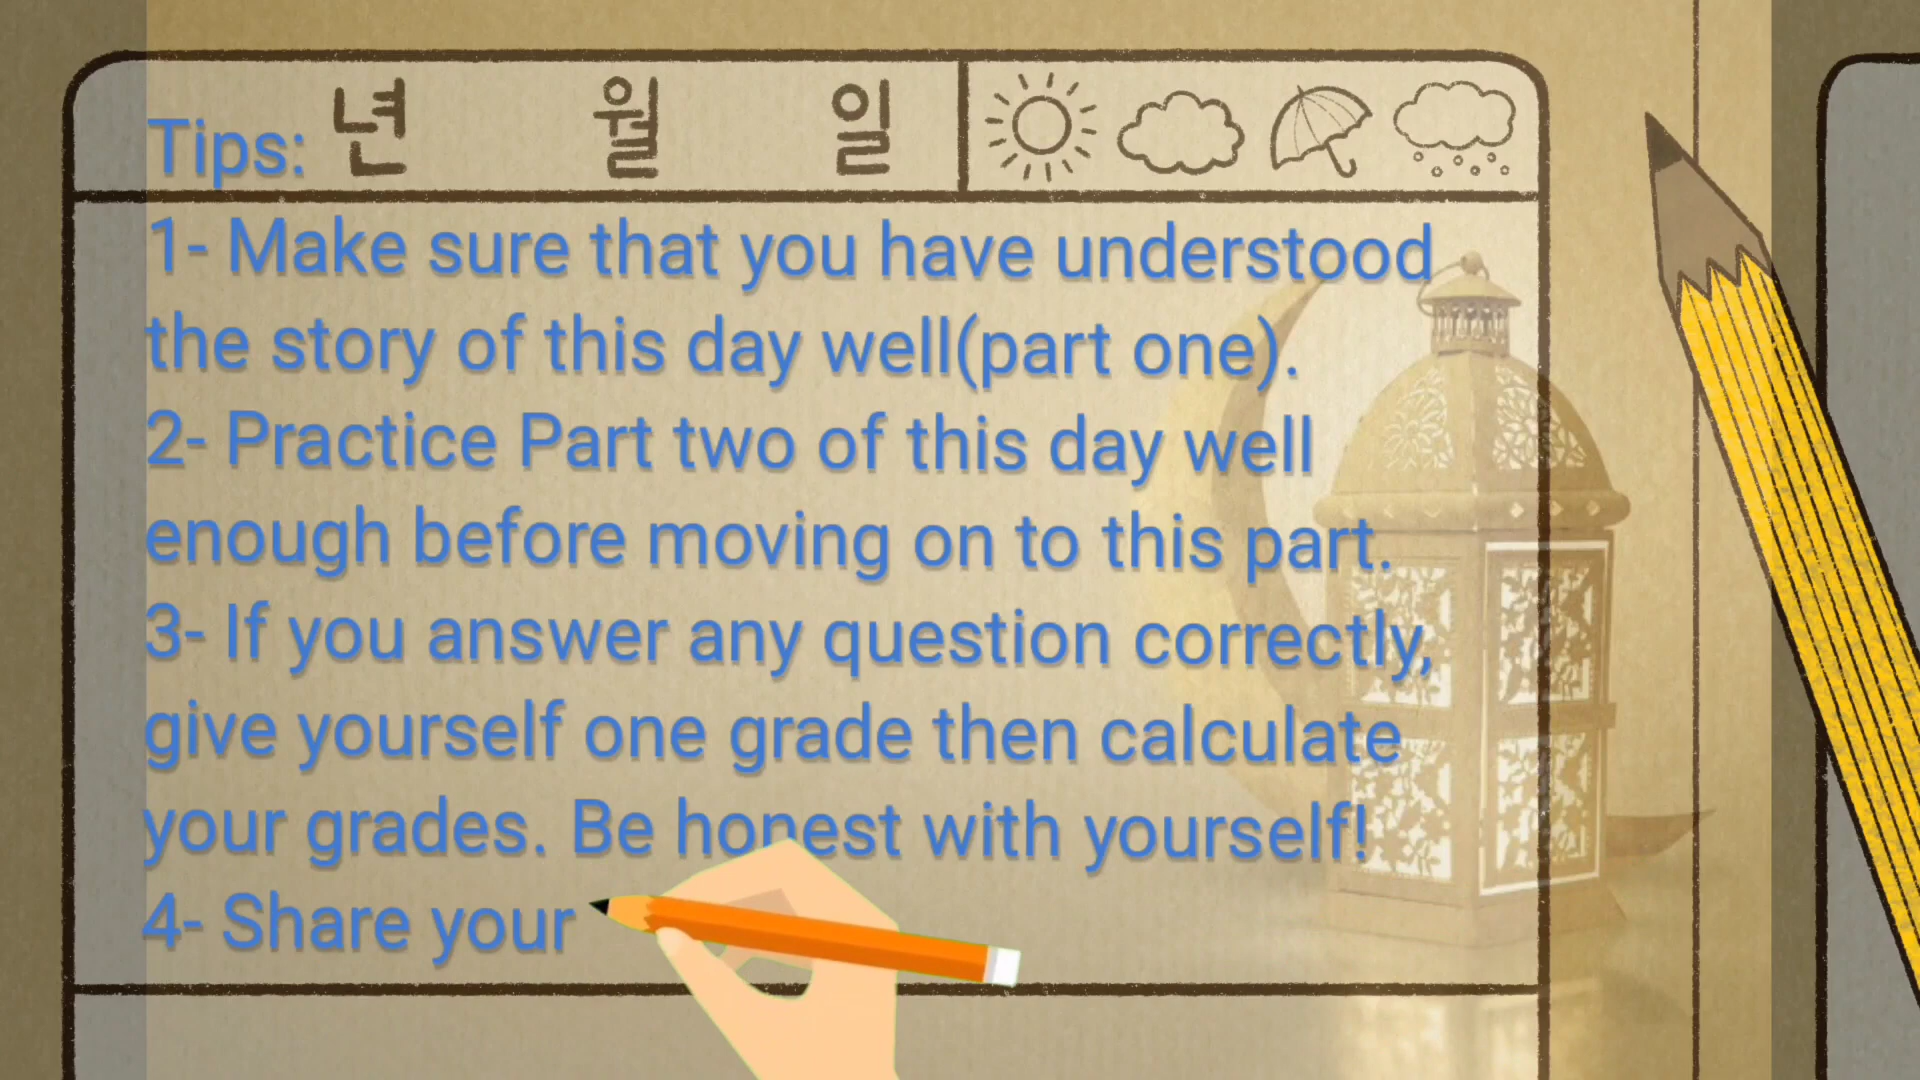 년 월 일
Tips:
1- Make sure that you have understood
the story of this day well(part one).
2- Practice Part two of this day well
enough before moving on to this part.
3- If you answer any question correctly,
give yourself one grade then calculate
your grades. Be honest with yourself!
4- Share your